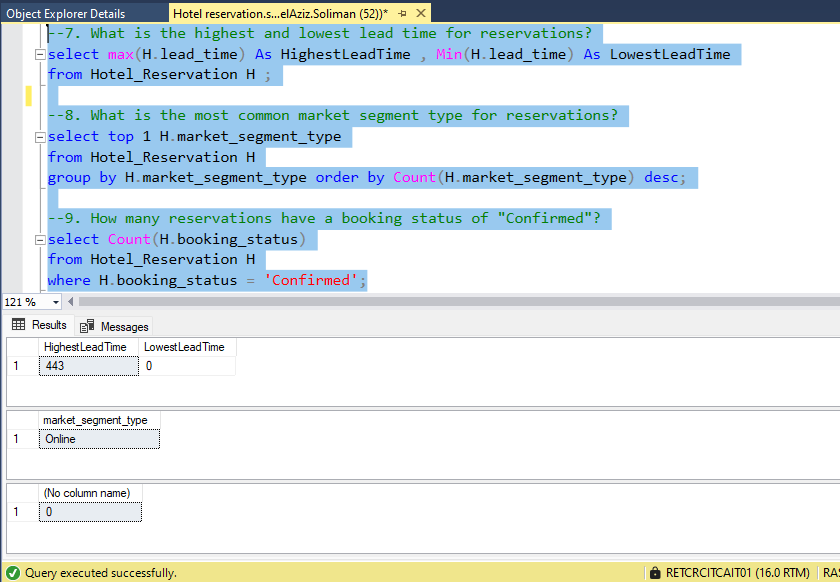 Object Explorer Details
Hotel reservation.s...elAziz.Soliman (52))*
--7. What is the highest and lowest lead time for reservations?
select max(H.lead_time) As HighestLeadTime , Min(H.lead_time) As LowestLeadTime
from Hotel_Reservation H ;
--8. What is the most common market segment type for reservations?
select top 1 H.market_segment_type
from Hotel_Reservation H
group by H.market_segment_type order by Count(H.market_segment_type) desc;
--9. How many reservations have a booking status of "Confirmed"?
select Count(H.booking_status)
from Hotel_Reservation H
where H.booking_status = 'Confirmed';
121 %
Results Messages
HighestLeadTime LowestLeadTime
1 443 0
market_segment_type
1 Online
(No column name)
1 0
Query executed successfully. RETCRCITCAIT01 (16.0 RTM) RAS